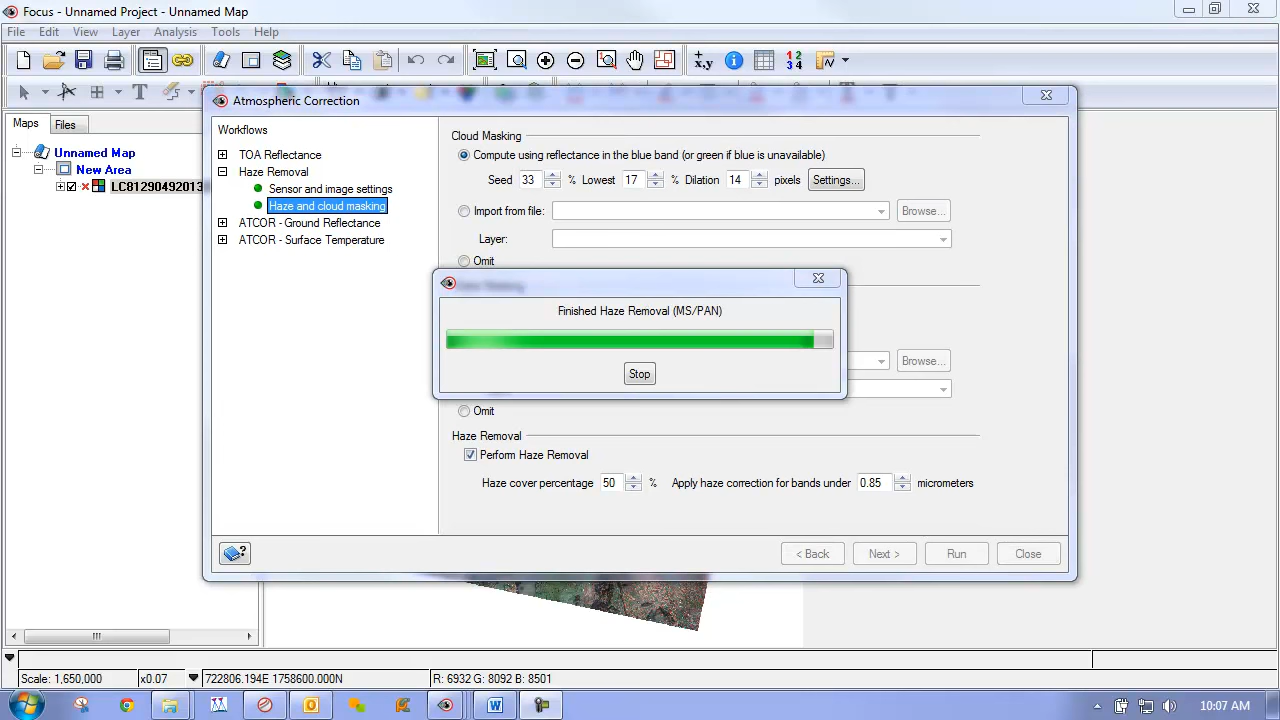 Focus - Unnamed Project - Unnamed Map
File Edit View Layer Analysis Tools Help
Maps Files
Unnamed Map
New Area
LC81290492013
Atmospheric Correction
Workflows
TOA Reflectance
Haze Removal
Sensor and image settings
Haze and cloud masking
ATCOR - Ground Reflectance
ATCOR - Surface Temperature
Cloud Masking
Compute using reflectance in the blue band (or green if blue is unavailable)
Seed 33 % Lowest 17 % Dilation 14 pixels Settings...
Import from file: Browse...
Layer:
Omit
Finished Haze Removal (MS/PAN)
Stop
Browse...
Omit
Haze Removal
Perform Haze Removal
Haze cover percentage 50 % Apply haze correction for bands under 0.85 micrometers
< Back Next > Run Close
Scale: 1,650,000 x0.07 722806.194E 1758600.000N R: 6932 G: 8092 B: 8501
10:07 AM